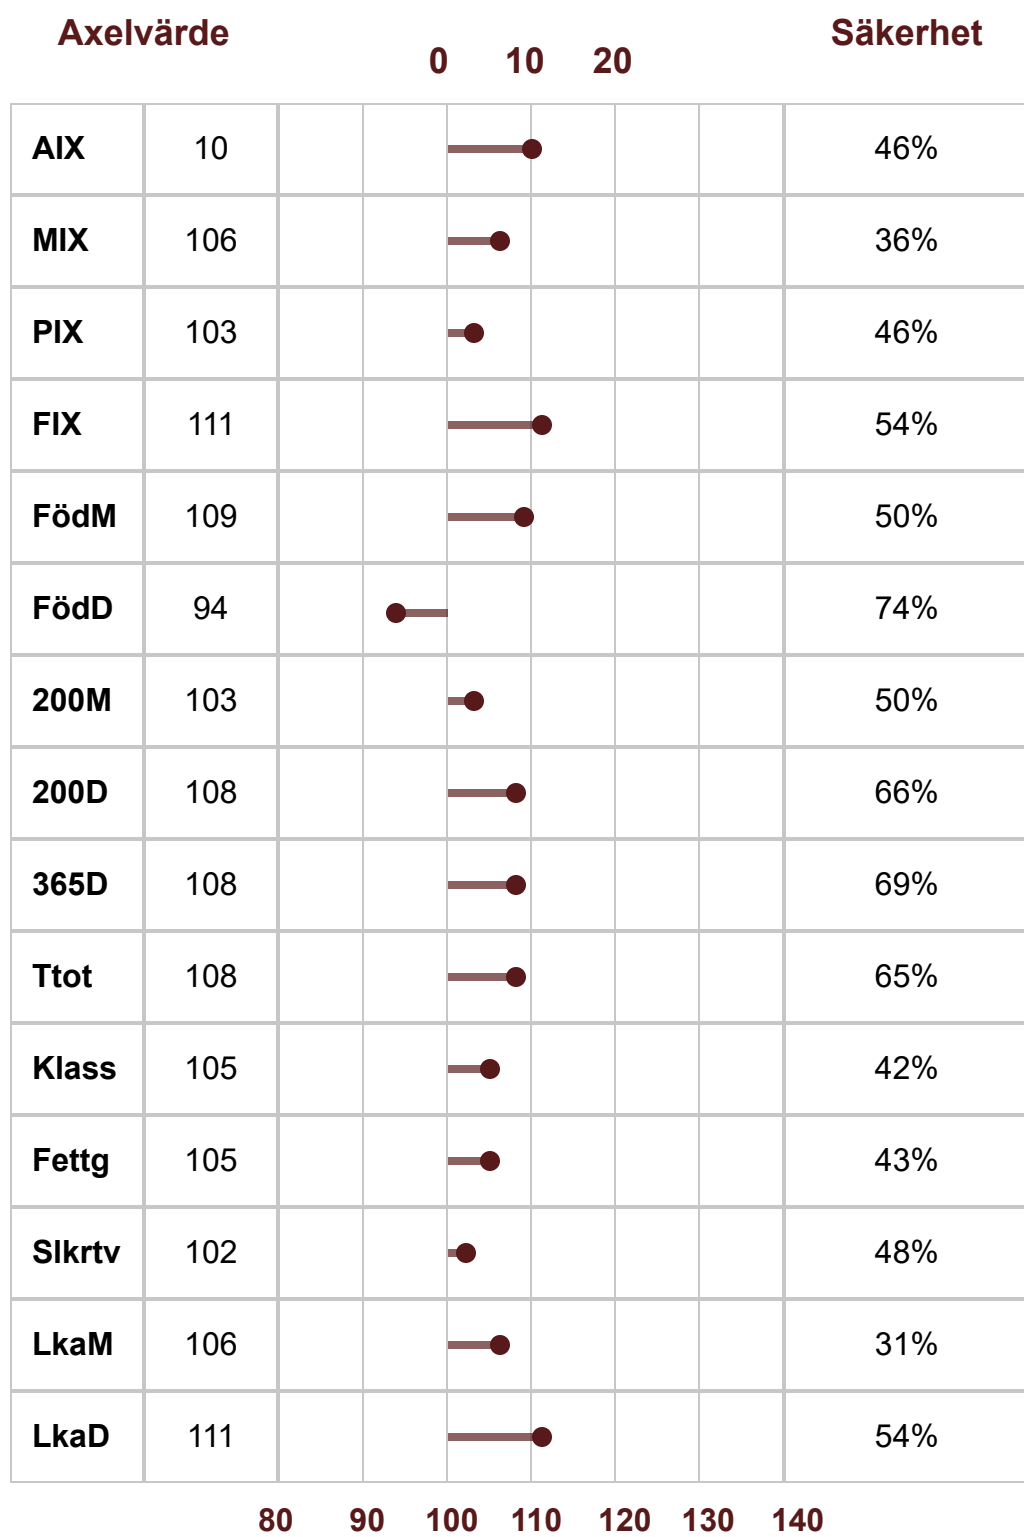 Axelvärde Säkerhet
0 10 20
AIX 10 46%
MIX 106 36%
PIX 103 46%
FIX 111 54%
FödM 109 50%
FödD 94 74%
200M 103 50%
200D 108 66%
365D 108 69%
Ttot 108 65%
Klass 105 42%
Fettg 105 43%
Slkrtv 102 48%
LkaM 106 31%
LkaD 111 54%
80 90 100 110 120 130 140